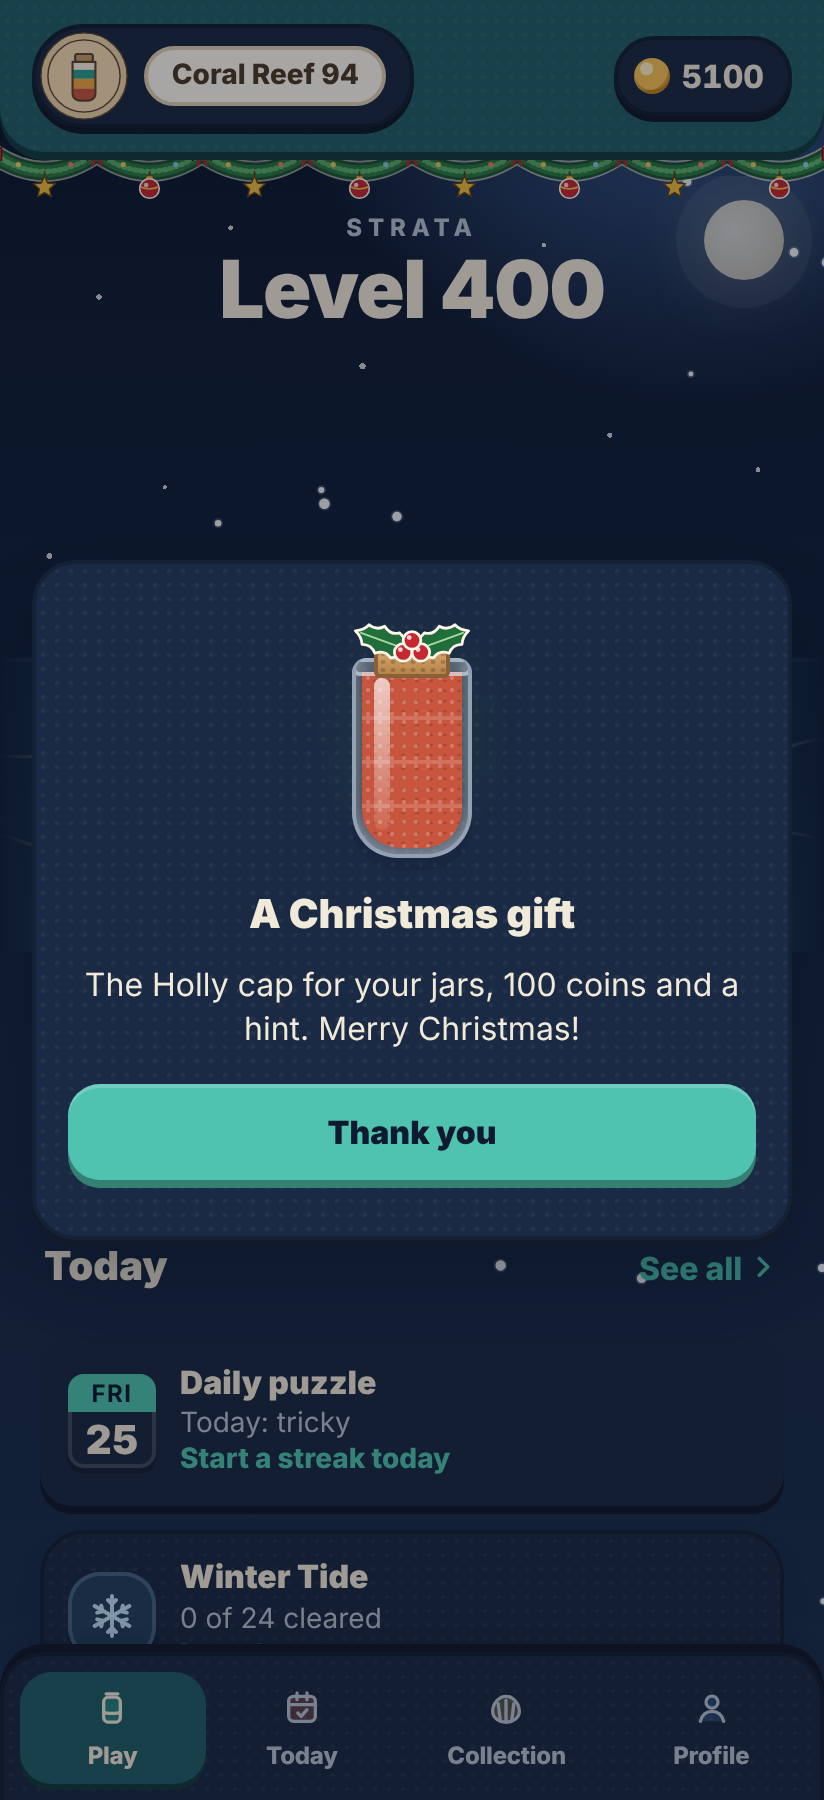 Coral Reef 94
5100
STRATA
Level 400
A Christmas gift
The Holly cap for your jars, 100 coins and a
hint. Merry Christmas!
Thank you
Today
See all
FRI
25
Daily puzzle
Today: tricky
Start a streak today
Winter Tide
0 of 24 cleared
Play
Today
Collection
Profile